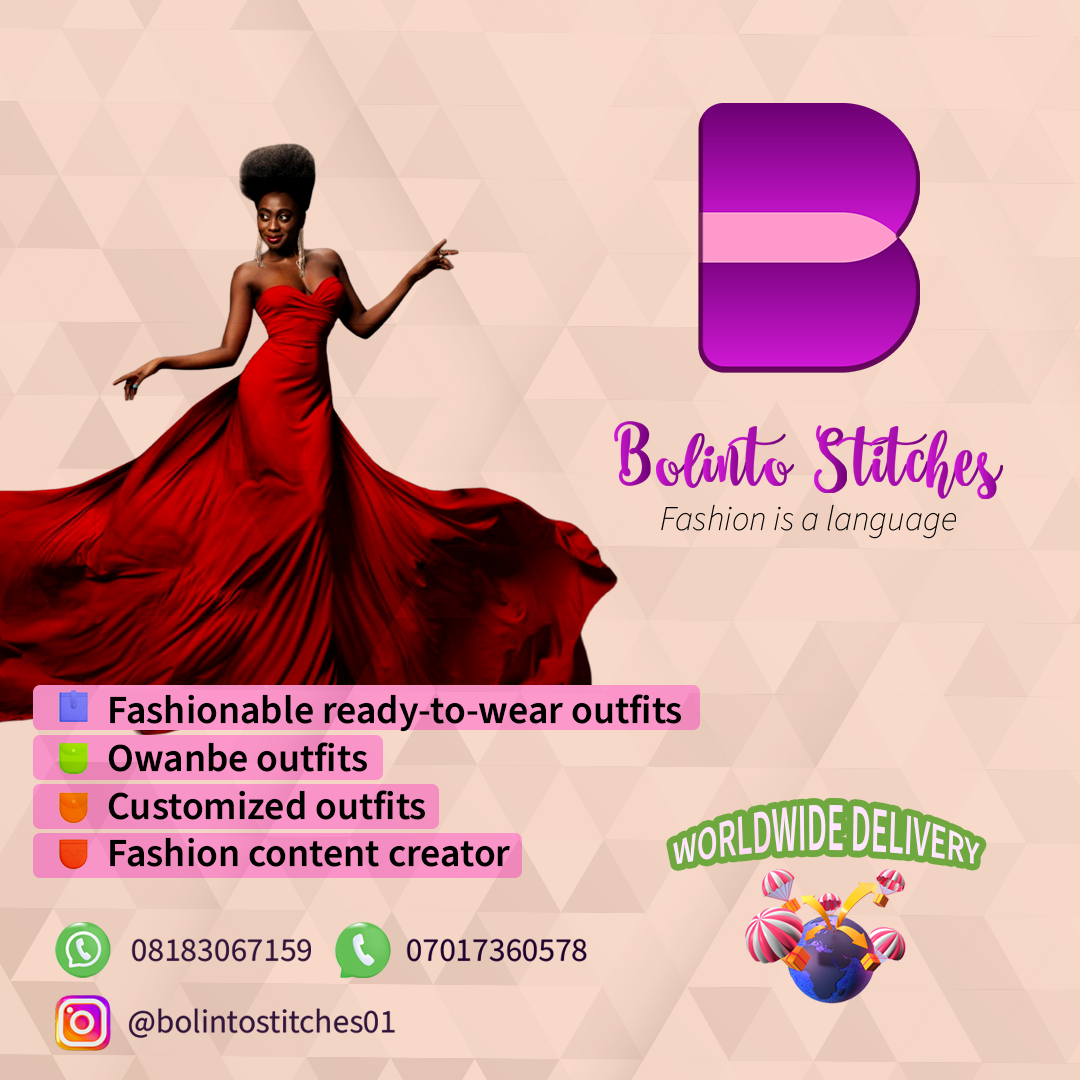 B
Bolinto Stitches
Fashion is a language
Fashionable ready-to-wear outfits
Owanbe outfits
Customized outfits
Fashion content creator
WORLDWIDE DELIVERY
08183067159
07017360578
@bolintostitches01